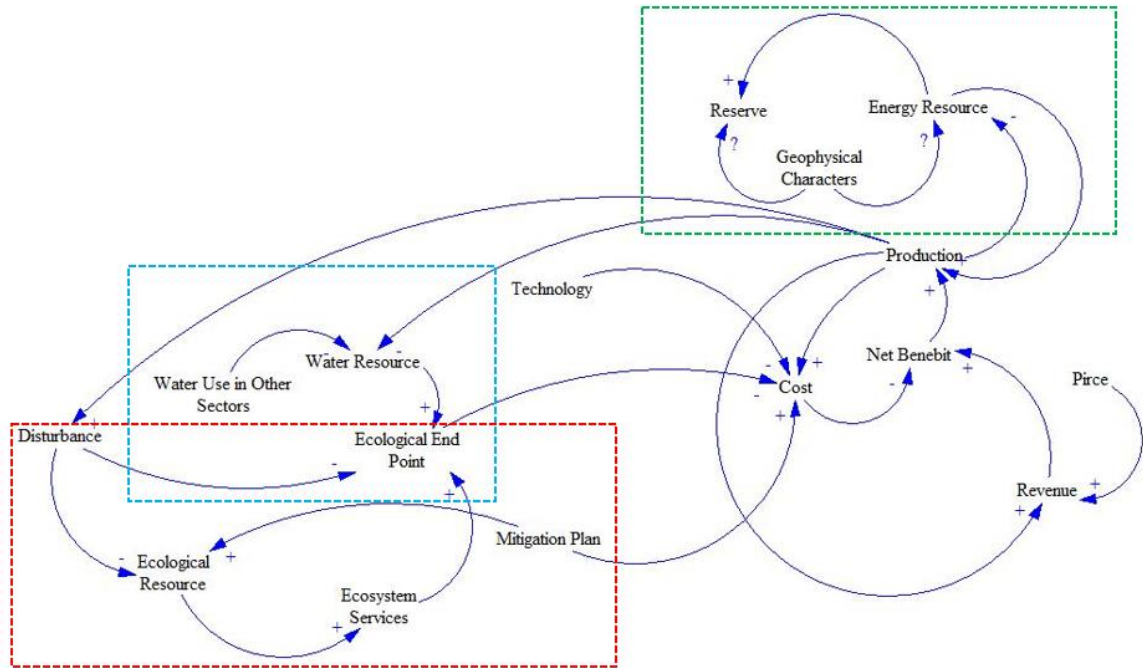 +
Reserve
Energy Resource
-
?
?
Geophysical
Characters
Production
+
+
Technology
-
-
Water Resource
Water Use in Other
Sectors
+
Net Benebit
+
-
-
+
Cost
-
+
Pirce
Disturbance
+
+
Ecological End
Point
-
+
Revenue
+
+
Mitigation Plan
-
Ecological
Resource
+
Ecosystem
Services
+